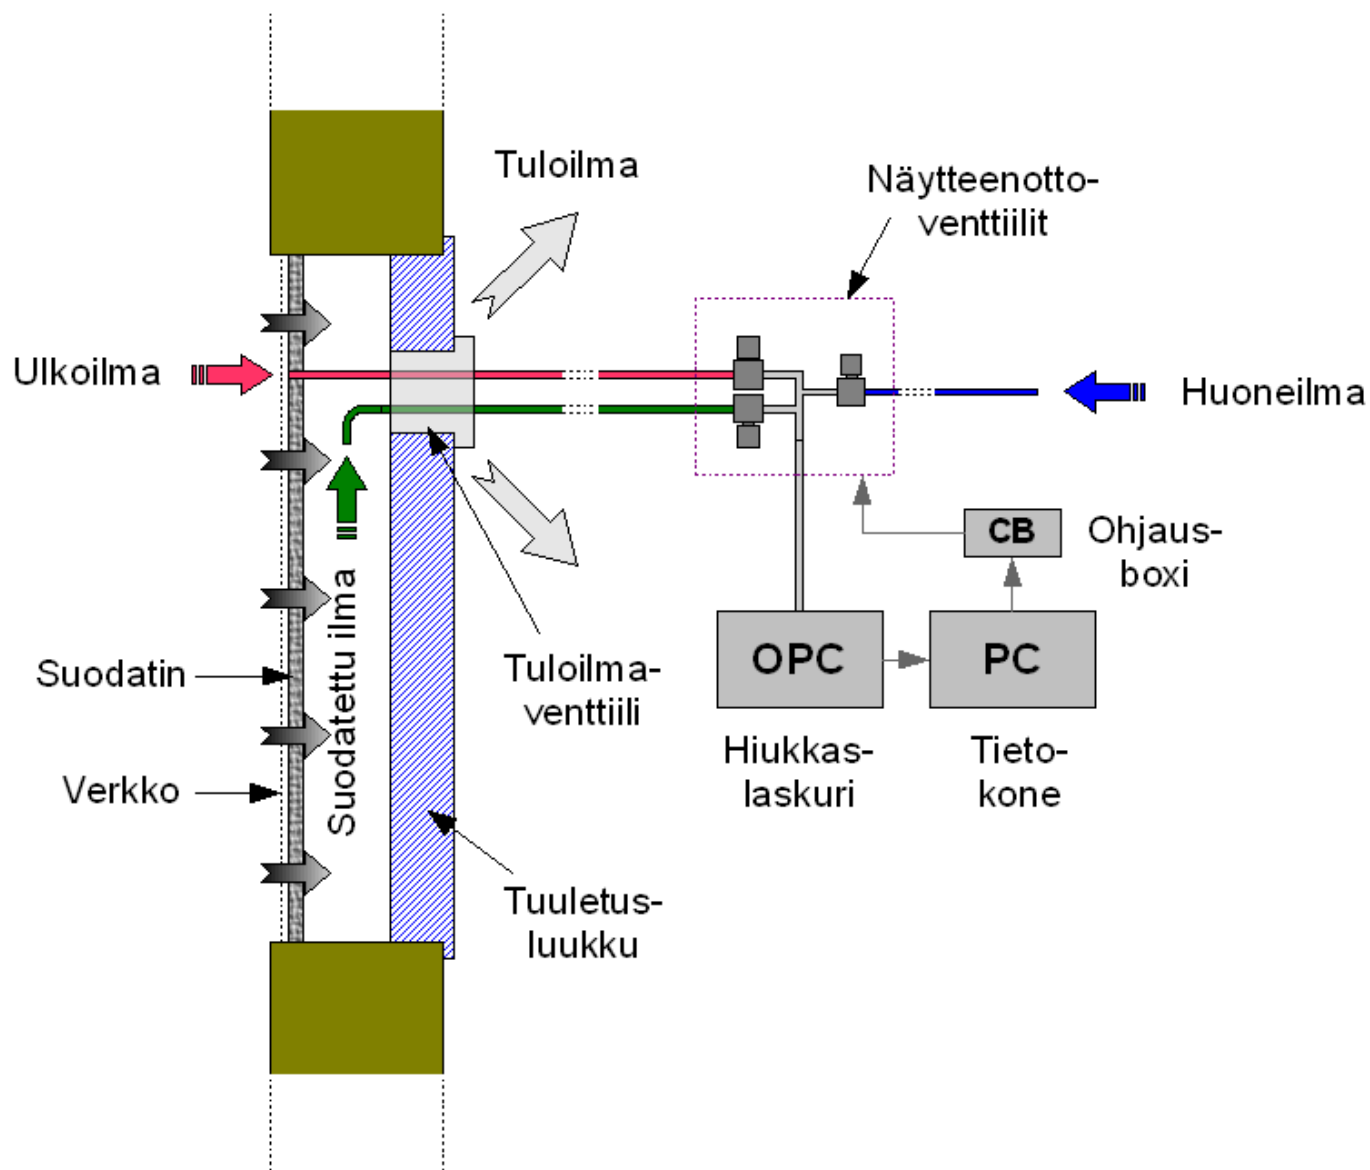 Tuloilma
Näytteenotto-
venttiilit
Ulkoilma
Huoneilma
CB
Ohjaus-
boxi
Suodatettu ilma
OPC
PC
Suodatin
Tuloilma-
venttiili
Hiukkas-
laskuri
Tieto-
kone
Verkko
Tuuletus-
luukku